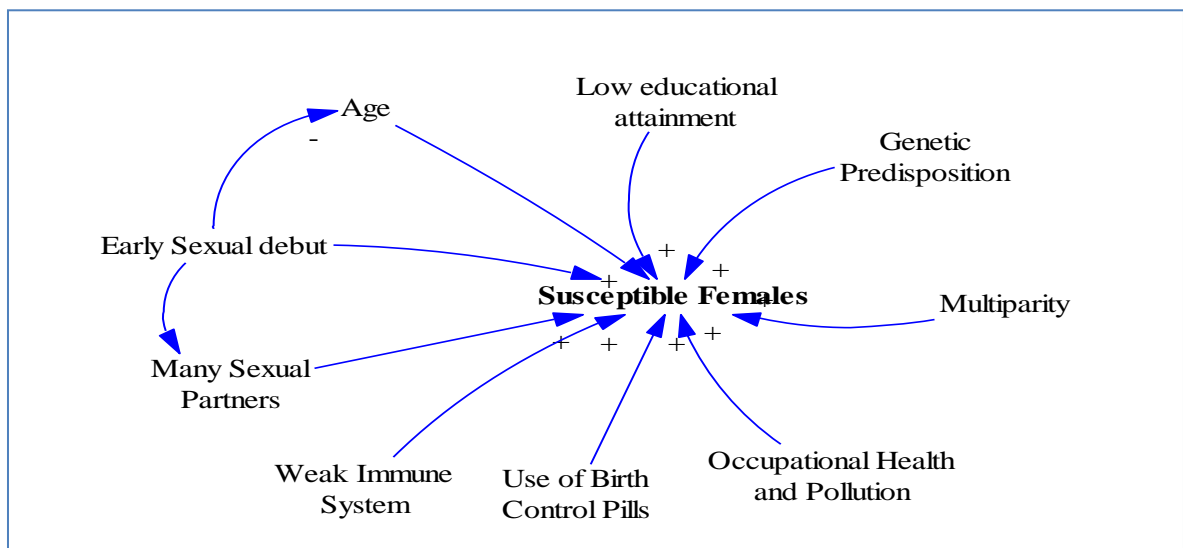 Age
-
Low educational
attainment
Genetic
Predisposition
Early Sexual debut
+
+
+
Susceptible Females
+
Multiparity
+
+
+
+
Many Sexual
Partners
Weak Immune
System
Use of Birth
Control Pills
Occupational Health
and Pollution